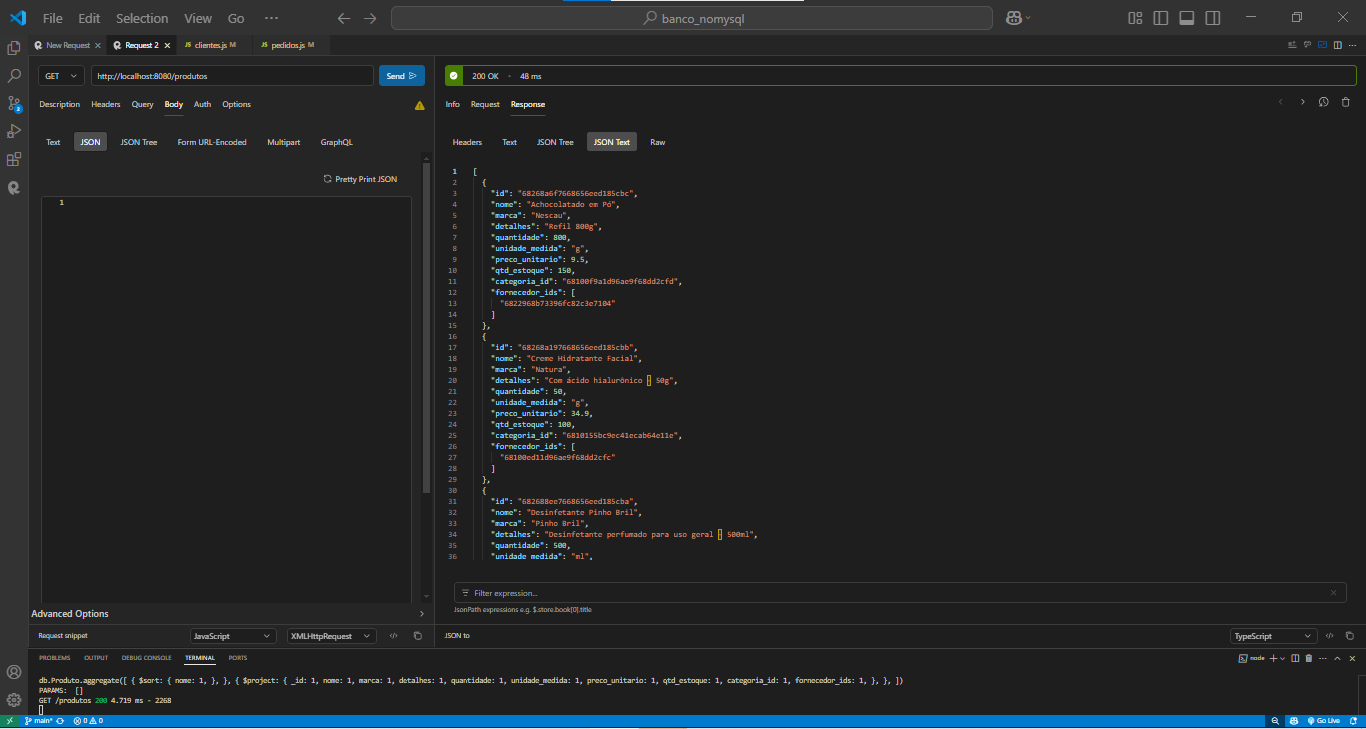 File Edit Selection View Go ··· banco_nomysql
New Request Request 2 JS clientes.js M JS pedidos.js M
GET http://localhost:8080/produtos Send
200 OK - 48 ms
Description Headers Query Body Auth Options
Info Request Response
Text JSON JSON Tree Form URL-Encoded Multipart GraphQL
Headers Text JSON Tree JSON Text Raw
Pretty Print JSON
1
1 [
2 {
3 "id": "68268a6f7668656eed185cbc",
4 "nome": "Achocolatado em Pó",
5 "marca": "Nescau",
6 "detalhes": "Refil 800g",
7 "quantidade": 800,
8 "unidade_medida": "g",
9 "preco_unitario": 9.5,
10 "qtd_estoque": 150,
11 "categoria_id": "68100f9a1d96ae9f68dd2cfd",
12 "fornecedor_ids": [
13 "6822968b73396fc82c3e7104"
14 ]
15 },
16 {
17 "id": "68268a197668656eed185cbb",
18 "nome": "Creme Hidratante Facial",
19 "marca": "Natura",
20 "detalhes": "Com ácido hialurônico – 50g",
21 "quantidade": 50,
22 "unidade_medida": "g",
23 "preco_unitario": 34.9,
24 "qtd_estoque": 100,
25 "categoria_id": "6810155bc9ec41ecab64e11e",
26 "fornecedor_ids": [
27 "68100ed11d96ae9f68dd2cfc"
28 ]
29 },
30 {
31 "id": "682688ee7668656eed185cba",
32 "nome": "Desinfetante Pinho Bril",
33 "marca": "Pinho Bril",
34 "detalhes": "Desinfetante perfumado para uso geral – 500ml",
35 "quantidade": 500,
36 "unidade_medida": "ml",
Filter expression...
JsonPath expressions e.g. $.store.book[0].title
Advanced Options
Request snippet JavaScript XMLHttpRequest
JSON to TypeScript
PROBLEMS OUTPUT DEBUG CONSOLE TERMINAL PORTS
node
db.Produto.aggregate([ { $sort: { nome: 1, }, }, { $project: { _id: 1, nome: 1, marca: 1, detalhes: 1, quantidade: 1, unidade_medida: 1, preco_unitario: 1, qtd_estoque: 1, categoria_id: 1, fornecedor_ids: 1, }, }, ])
PARAMS: []
GET /produtos 200 4.719 ms - 2268
main* 0 0 Go Live